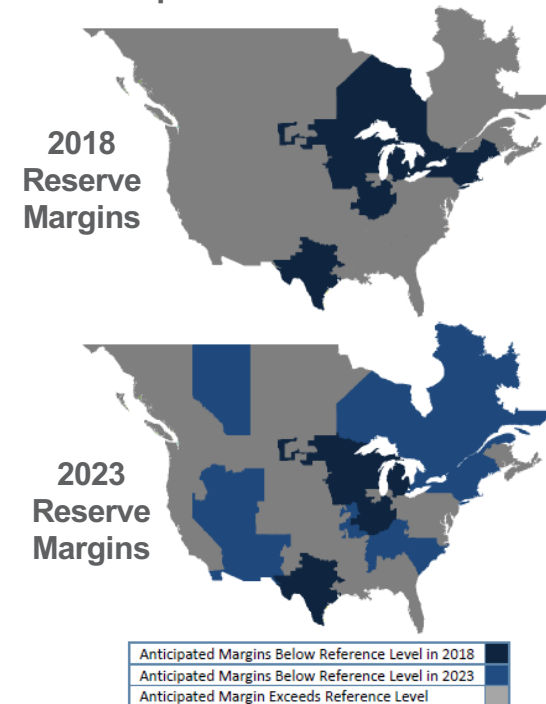 2018
Reserve
Margins
2023
Reserve
Margins
Anticipated Margins Below Reference Level in 2018
Anticipated Margins Below Reference Level in 2023
Anticipated Margin Exceeds Reference Level